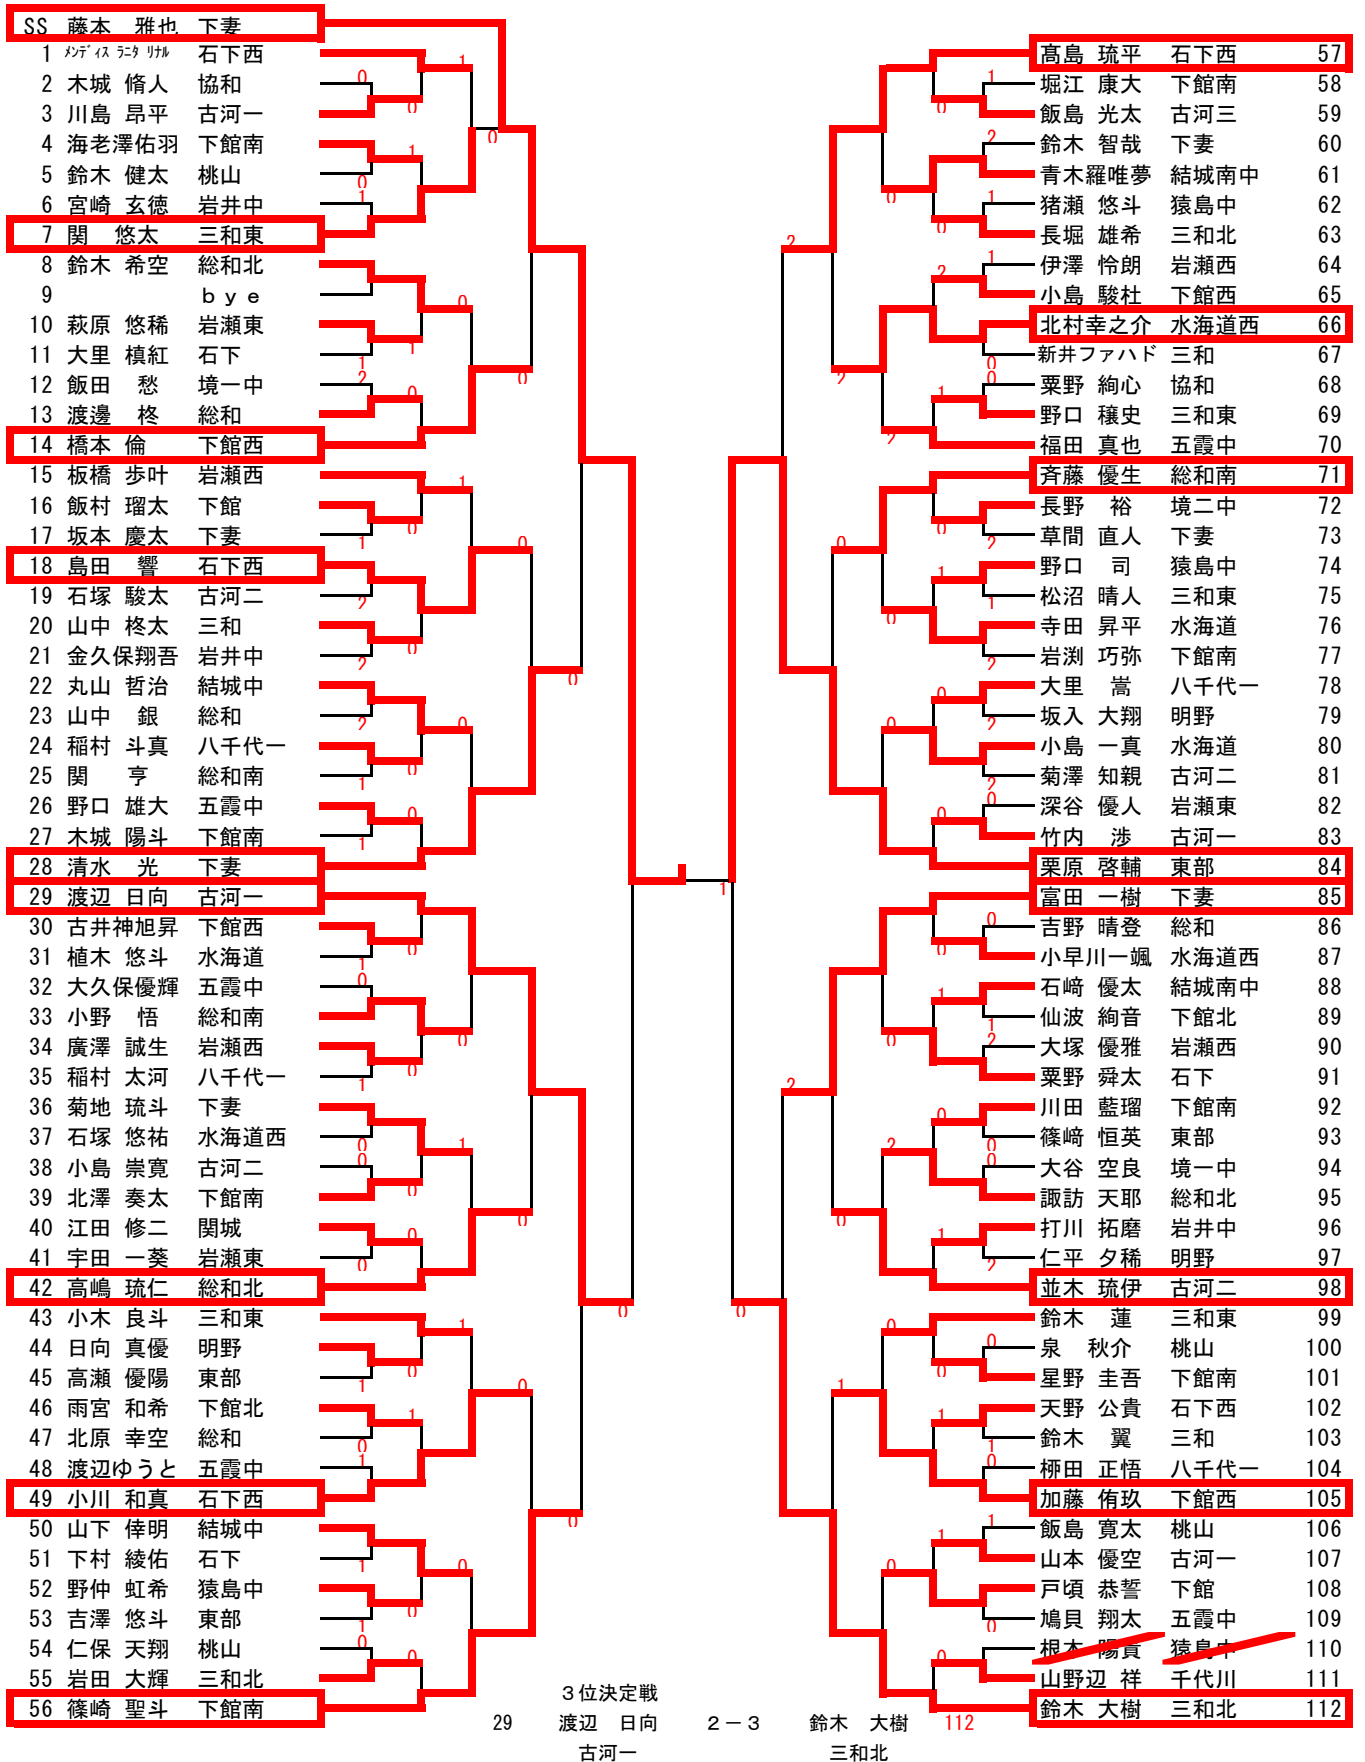 SS 藤本 雅也 下妻
1 ﾒﾝﾃﾞｨｽ ﾗﾆﾀ ﾘﾅﾙ 石下西
2 木城 脩人 協和
3 川島 昂平 古河一
4 海老澤佑羽 下館南
5 鈴木 健太 桃山
6 宮崎 玄徳 岩井中
7 関 悠太 三和東
8 鈴木 希空 総和北
9 ｂｙｅ
10 萩原 悠稀 岩瀬東
11 大里 槙紅 石下
12 飯田 愁 境一中
13 渡邊 柊 総和
14 橋本 倫 下館西
15 板橋 歩叶 岩瀬西
16 飯村 瑠太 下館
17 坂本 慶太 下妻
18 島田 響 石下西
19 石塚 駿太 古河二
20 山中 柊太 三和
21 金久保翔吾 岩井中
22 丸山 哲治 結城中
23 山中 銀 総和
24 稲村 斗真 八千代一
25 関 亨 総和南
26 野口 雄大 五霞中
27 木城 陽斗 下館南
28 清水 光 下妻
29 渡辺 日向 古河一
30 古井神旭昇 下館西
31 植木 悠斗 水海道
32 大久保優輝 五霞中
33 小野 悟 総和南
34 廣澤 誠生 岩瀬西
35 稲村 太河 八千代一
36 菊地 琉斗 下妻
37 石塚 悠祐 水海道西
38 小島 崇寛 古河二
39 北澤 奏太 下館南
40 江田 修二 関城
41 宇田 一葵 岩瀬東
42 高嶋 琉仁 総和北
43 小木 良斗 三和東
44 日向 真優 明野
45 高瀬 優陽 東部
46 雨宮 和希 下館北
47 北原 幸空 総和
48 渡辺ゆうと 五霞中
49 小川 和真 石下西
50 山下 倖明 結城中
51 下村 綾佑 石下
52 野仲 虹希 猿島中
53 吉澤 悠斗 東部
54 仁保 天翔 桃山
55 岩田 大輝 三和北
56 篠崎 聖斗 下館南
髙島 琉平 石下西 57
堀江 康大 下館南 58
飯島 光太 古河三 59
鈴木 智哉 下妻 60
青木羅唯夢 結城南中 61
猪瀬 悠斗 猿島中 62
長堀 雄希 三和北 63
伊澤 怜朗 岩瀬西 64
小島 駿杜 下館西 65
北村幸之介 水海道西 66
新井ファハド 三和 67
粟野 絢心 協和 68
野口 穣史 三和東 69
福田 真也 五霞中 70
斉藤 優生 総和南 71
長野 裕 境二中 72
草間 直人 下妻 73
野口 司 猿島中 74
松沼 晴人 三和東 75
寺田 昇平 水海道 76
岩渕 巧弥 下館南 77
大里 嵩 八千代一 78
坂入 大翔 明野 79
小島 一真 水海道 80
菊澤 知親 古河二 81
深谷 優人 岩瀬東 82
竹内 渉 古河一 83
栗原 啓輔 東部 84
富田 一樹 下妻 85
吉野 晴登 総和 86
小早川一颯 水海道西 87
石﨑 優太 結城南中 88
仙波 絢音 下館北 89
大塚 優雅 岩瀬西 90
粟野 舜太 石下 91
川田 藍瑠 下館南 92
篠﨑 恒英 東部 93
大谷 空良 境一中 94
諏訪 天耶 総和北 95
打川 拓磨 岩井中 96
仁平 夕稀 明野 97
並木 琉伊 古河二 98
鈴木 蓮 三和東 99
泉 秋介 桃山 100
星野 圭吾 下館南 101
天野 公貴 石下西 102
鈴木 翼 三和 103
桺田 正悟 八千代一 104
加藤 侑玖 下館西 105
飯島 寛太 桃山 106
山本 優空 古河一 107
戸頃 恭誓 下館 108
鳩貝 翔太 五霞中 109
根本 陽貴 猿島中 110
山野辺 祥 千代川 111
鈴木 大樹 三和北 112
３位決定戦
29 渡辺 日向 ２－３ 鈴木 大樹 112
古河一 三和北